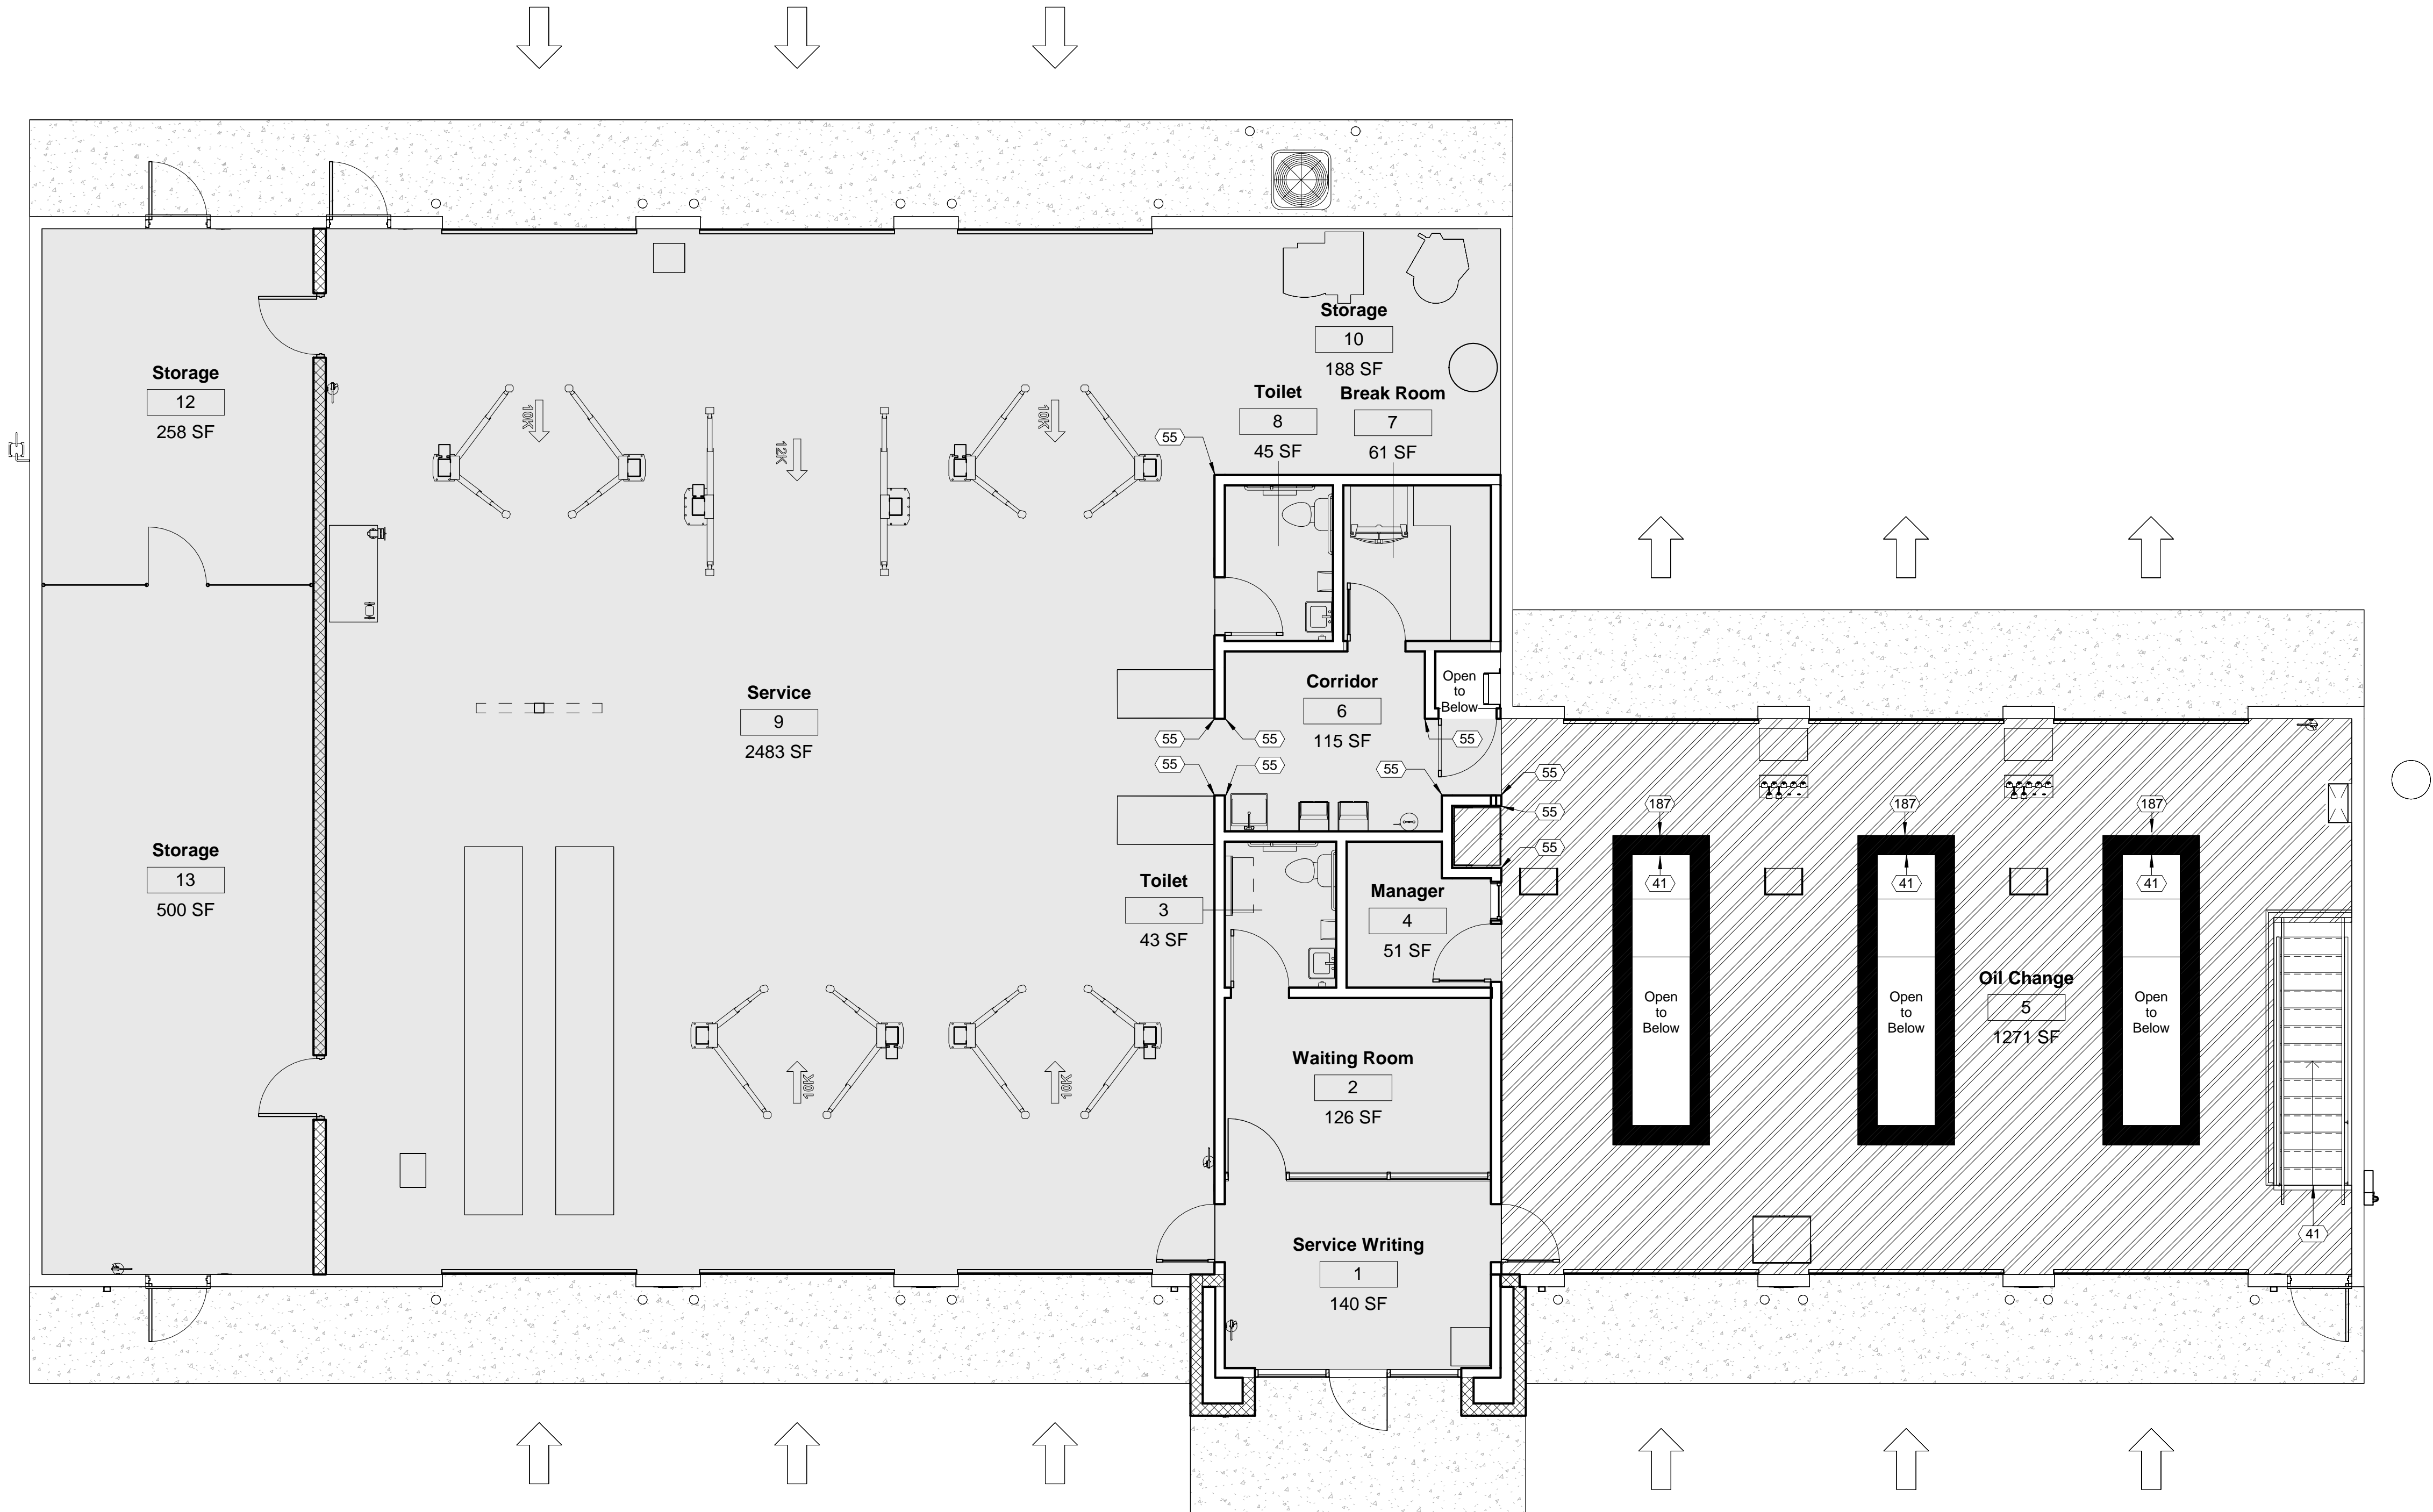 Storage
10
188 SF
Storage
12
258 SF
10K
12K
10K
Toilet
8
45 SF
Break Room
7
61 SF
55
Service
9
2483 SF
Corridor
6
115 SF
Open
to
Below
55
55
55
55
55
55
55
55
55
Storage
13
500 SF
Toilet
3
43 SF
Manager
4
51 SF
187
187
187
41
41
41
Oil Change
5
1271 SF
Open
to
Below
Open
to
Below
Open
to
Below
10K
10K
Waiting Room
2
126 SF
Service Writing
1
140 SF
41